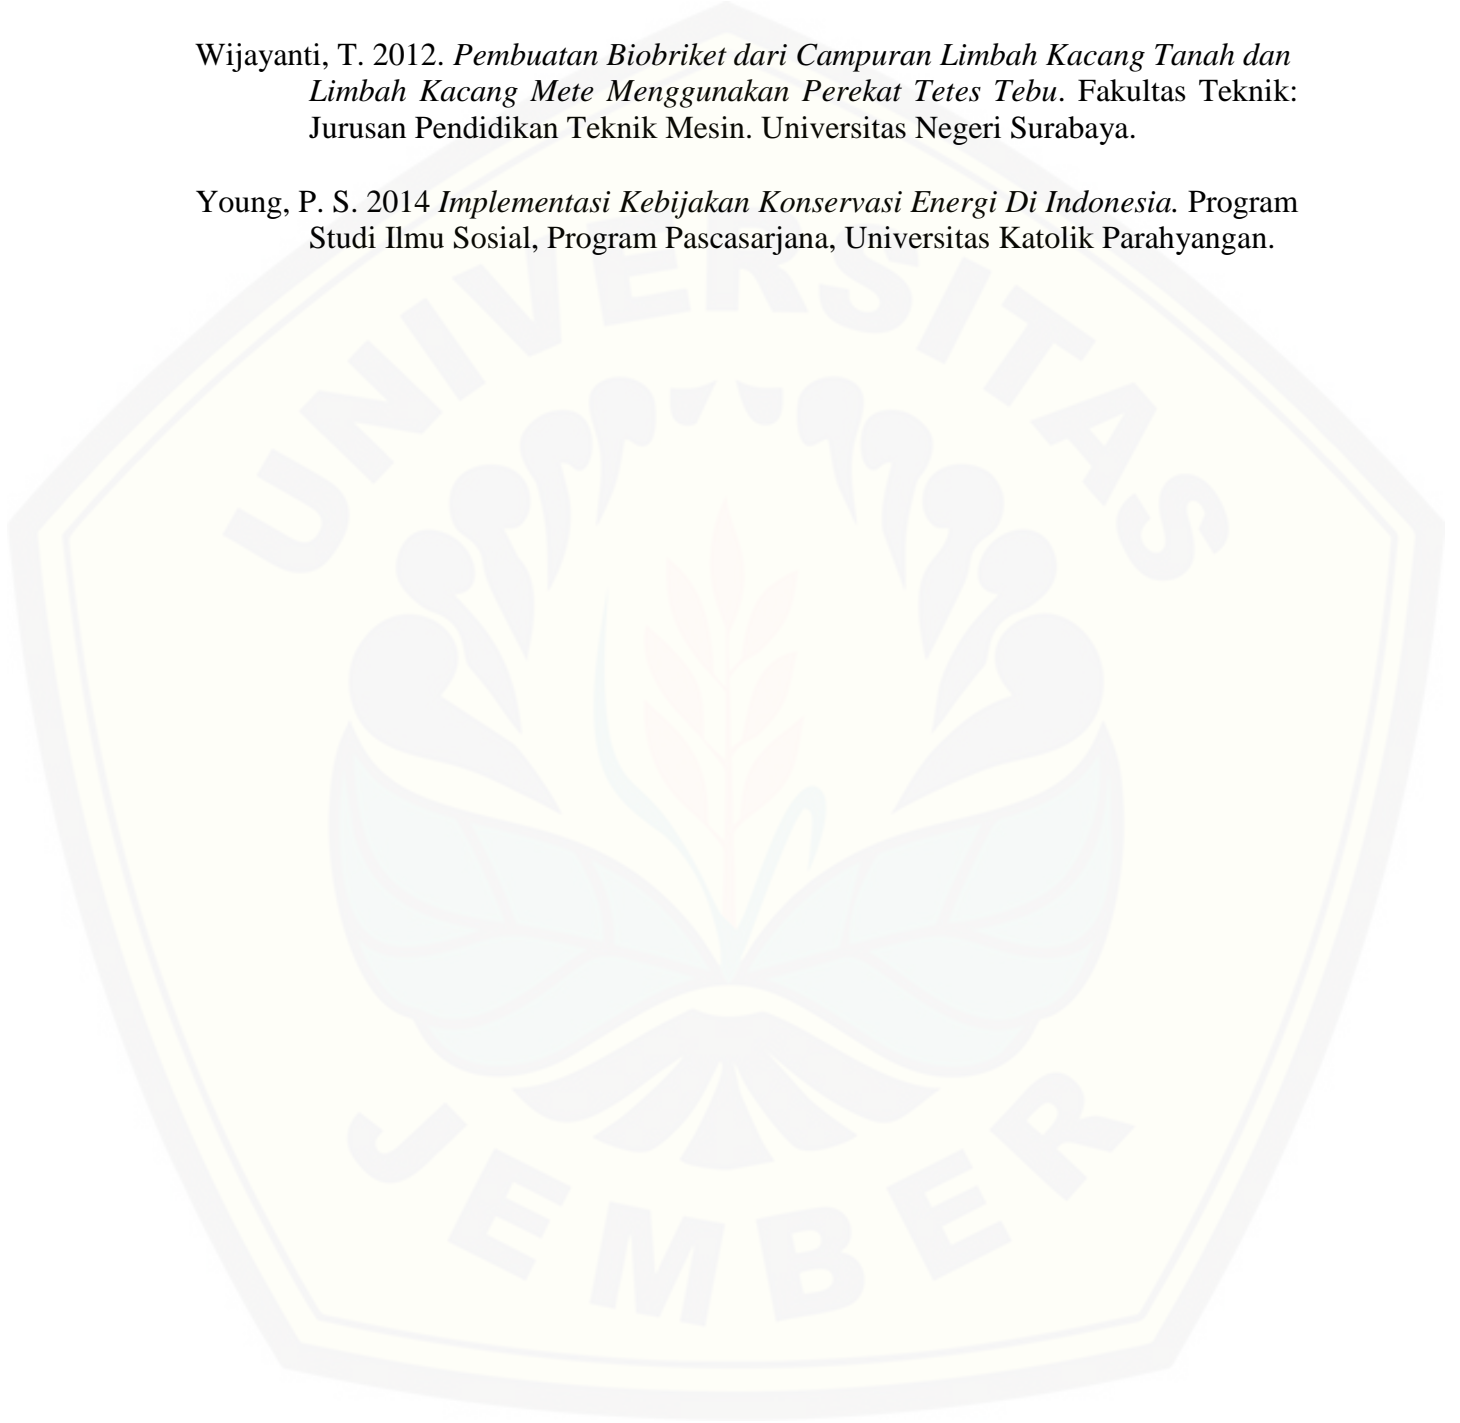 Wijayanti, T. 2012. Pembuatan Biobriket dari Campuran Limbah Kacang Tanah dan
Limbah Kacang Mete Menggunakan Perekat Tetes Tebu. Fakultas Teknik:
Jurusan Pendidikan Teknik Mesin. Universitas Negeri Surabaya.
Young, P. S. 2014 Implementasi Kebijakan Konservasi Energi Di Indonesia. Program
Studi Ilmu Sosial, Program Pascasarjana, Universitas Katolik Parahyangan.
UNIVERSITAS
JEMBER